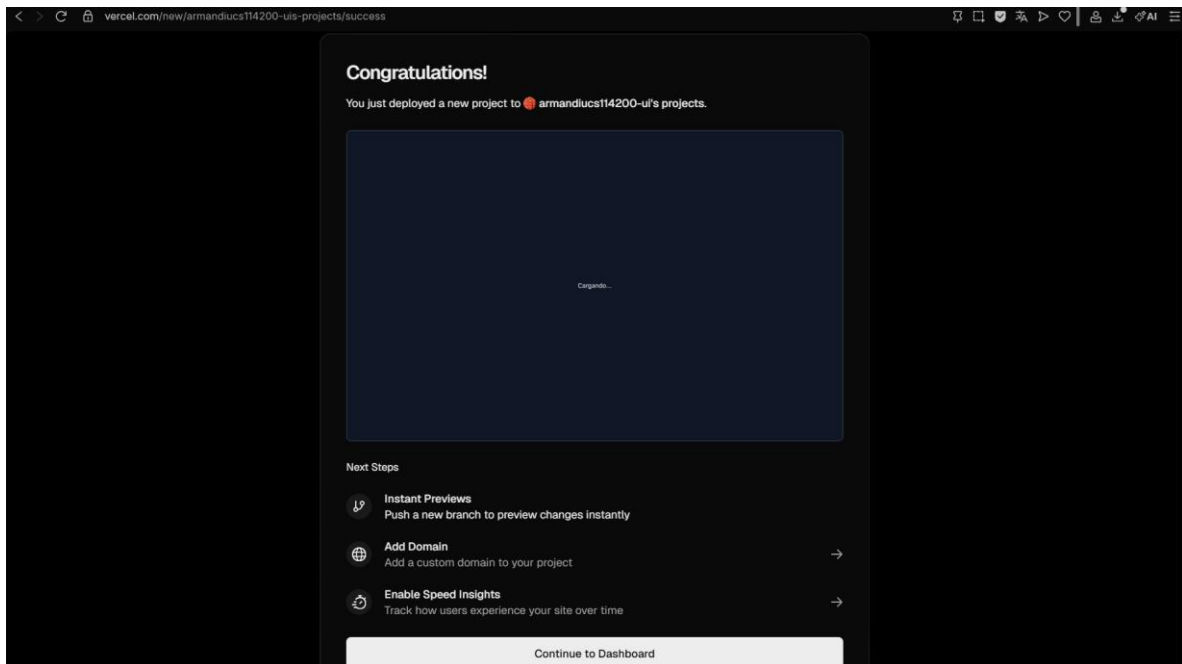 vercel.com/new/armandiucs114200-uis-projects/success
AI
Congratulations!
You just deployed a new project to armandiucs114200-ui's projects.
Cargando...
Next Steps
Instant Previews
Push a new branch to preview changes instantly
Add Domain
Add a custom domain to your project
Enable Speed Insights
Track how users experience your site over time
Continue to Dashboard